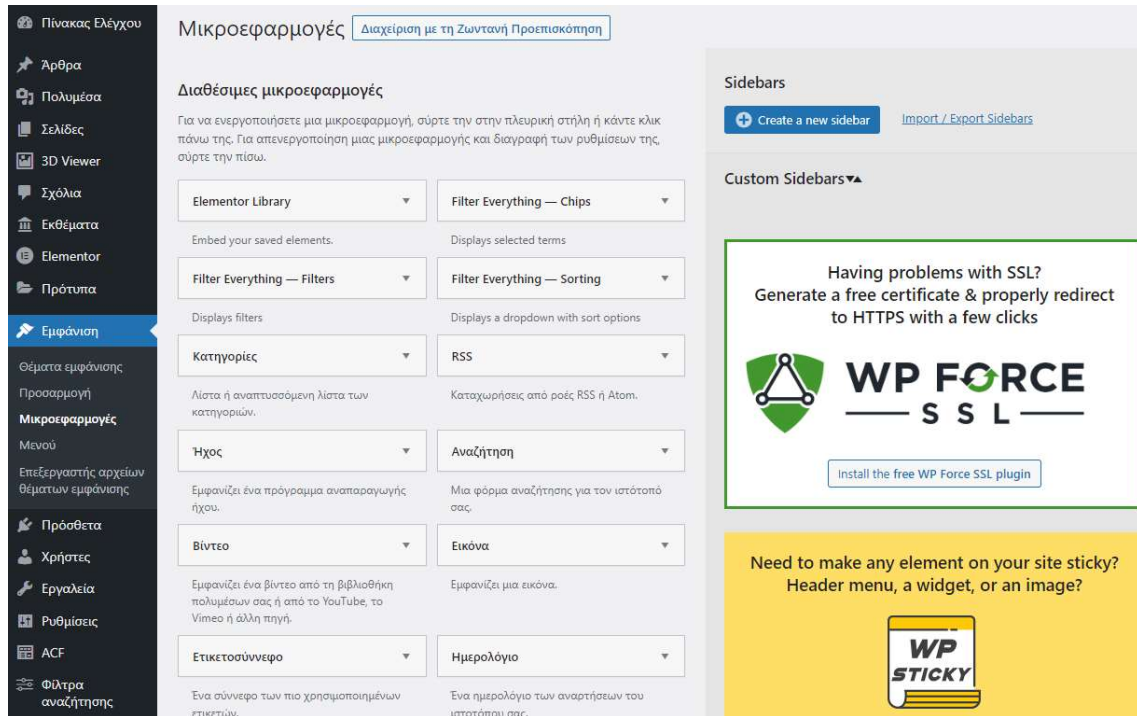 Πίνακας Ελέγχου
Άρθρα
Πολυμέσα
Σελίδες
3D Viewer
Σχόλια
Εκθέματα
Elementor
Πρότυπα
Εμφάνιση
Θέματα εμφάνισης
Προσαρμογή
Μικροεφαρμογές
Μενού
Επεξεργαστής αρχείων
θέματων εμφάνισης
Πρόσθετα
Χρήστες
Εργαλεία
Ρυθμίσεις
ACF
Φίλτρα
αναζήτησης
Μικροεφαρμογές
Διαχείριση με τη Ζωντανή Προεπισκόπηση
Διαθέσιμες μικροεφαρμογές
Για να ενεργοποιήσετε μια μικροεφαρμογή, σύρτε την στην πλευρική στήλη ή κάντε κλικ
πάνω της. Για απενεργοποίηση μιας μικροεφαρμογής και διαγραφή των ρυθμίσεων της,
σύρτε την πίσω.
Elementor Library
Filter Everything — Chips
Embed your saved elements.
Displays selected terms
Filter Everything — Filters
Filter Everything — Sorting
Displays filters
Displays a dropdown with sort options
Κατηγορίες
RSS
Λίστα ή αναπτυσσόμενη λίστα των
κατηγοριών.
Καταχωρήσεις από ροές RSS ή Atom.
Ήχος
Αναζήτηση
Εμφανίζει ένα πρόγραμμα αναπαραγωγής
ήχου.
Μια φόρμα αναζήτησης για τον ιστότοπό
σας.
Βίντεο
Εικόνα
Εμφανίζει ένα βίντεο από τη βιβλιοθήκη
πολυμέσων σας ή από το YouTube, το
Vimeo ή άλλη πηγή.
Εμφανίζει μια εικόνα.
Ετικετοσύννεφο
Ημερολόγιο
Ένα σύννεφο των πιο χρησιμοποιημένων
ετικετών.
Ένα ημερολόγιο των αναρτήσεων του
ιστοτόπου σας.
Sidebars
Create a new sidebar
Import / Export Sidebars
Custom Sidebars
Having problems with SSL?
Generate a free certificate & properly redirect
to HTTPS with a few clicks
WP FORCE
SSL
Install the free WP Force SSL plugin
Need to make any element on your site sticky?
Header menu, a widget, or an image?
WP
STICKY